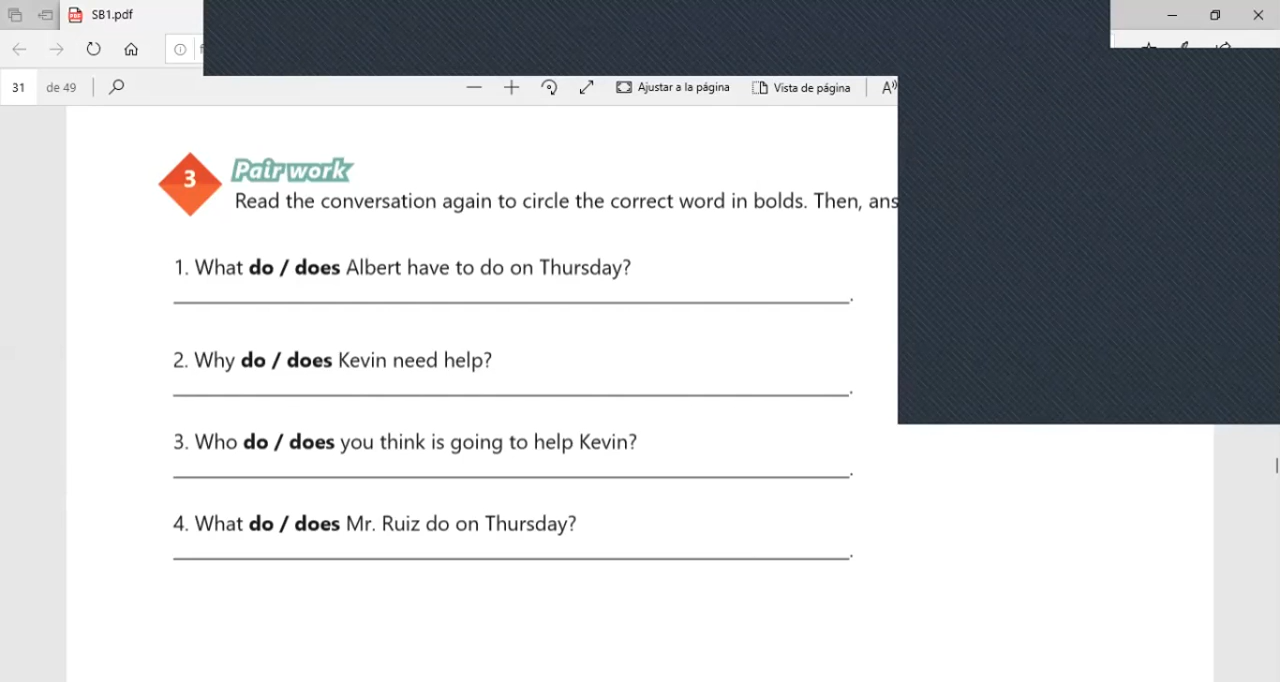 SB1.pdf
31 de 49 Ajustar a la página Vista de página A
3 Pair work
Read the conversation again to circle the correct word in bolds. Then, ans
1. What do / does Albert have to do on Thursday?
2. Why do / does Kevin need help?
3. Who do / does you think is going to help Kevin?
4. What do / does Mr. Ruiz do on Thursday?